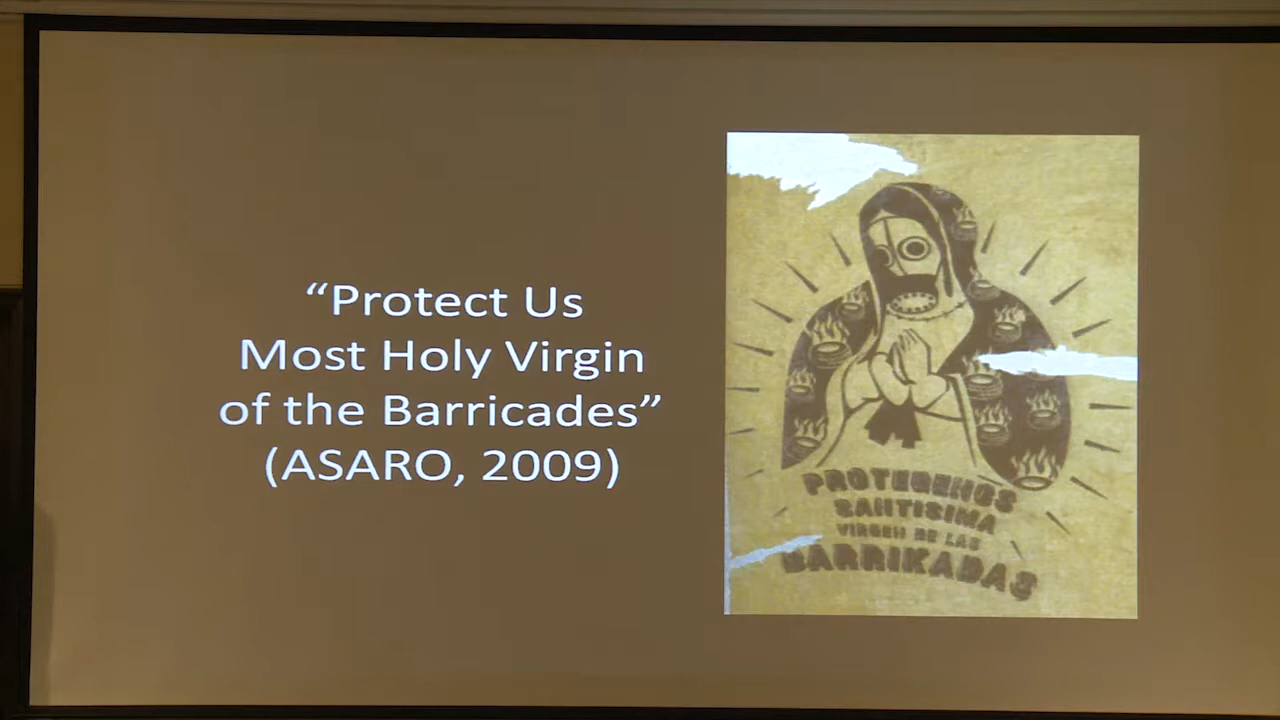 “Protect Us
Most Holy Virgin
of the Barricades”
(ASARO, 2009)
PROTEGENOS
SANTISIMA
VIRGEN DE LAS
BARRIKADAS